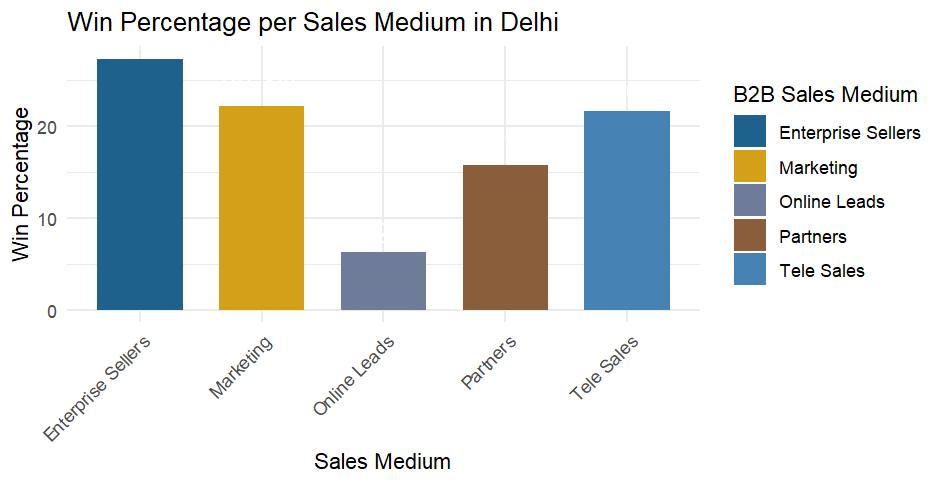 Win Percentage per Sales Medium in Delhi
Win Percentage
20
10
0
Enterprise Sellers
Marketing
Online Leads
Partners
Tele Sales
Sales Medium
B2B Sales Medium
Enterprise Sellers
Marketing
Online Leads
Partners
Tele Sales